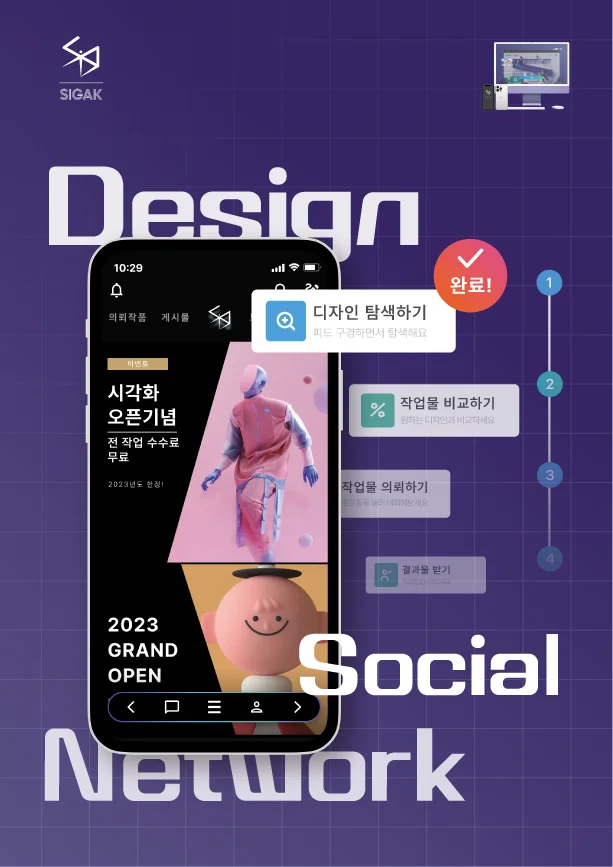 SIGAK
Design
10:29
완료!
의뢰작품 게시물
디자인 탐색하기
피드 구경하면서 탐색해요
1
이벤트
시각화
오픈기념
전 작업 수수료
무료
2023년도 한정!
2
작업물 비교하기
원하는 디자인과 비교하세요
3
작업물 의뢰하기
4
결과물 받기
2023
GRAND
OPEN
Social
Network